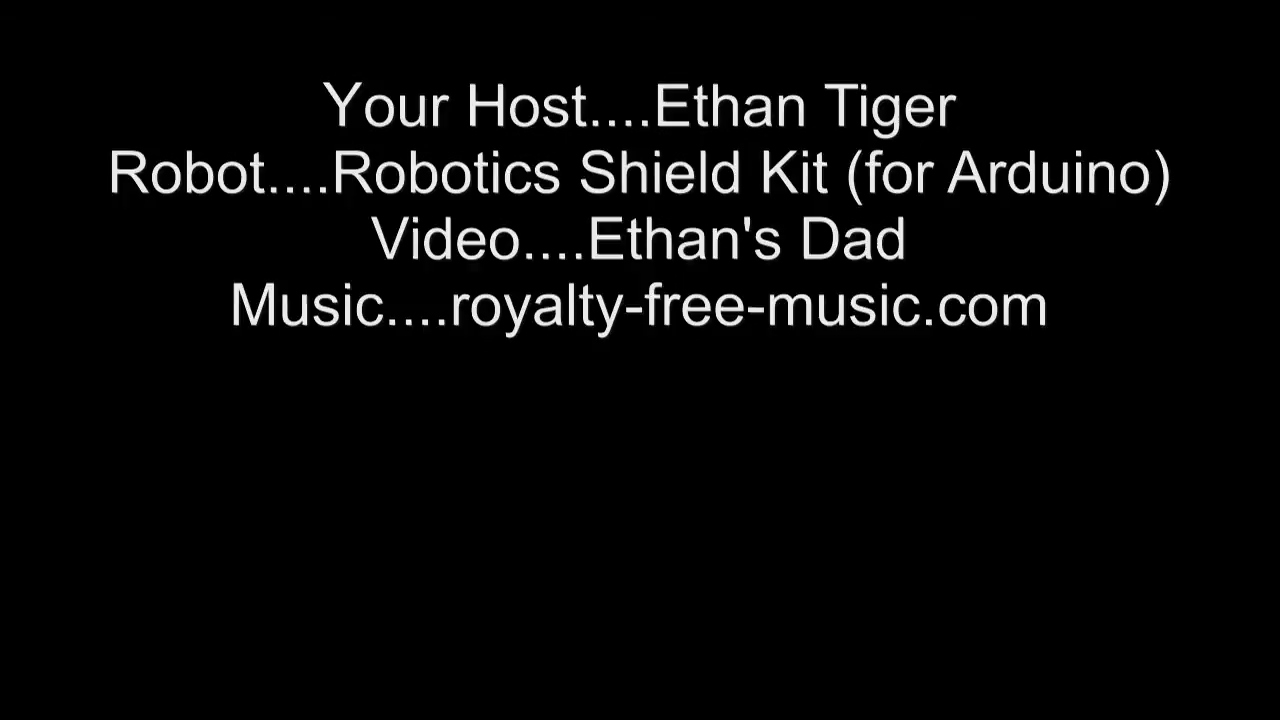 Your Host....Ethan Tiger
Robot....Robotics Shield Kit (for Arduino)
Video....Ethan's Dad
Music....royalty-free-music.com